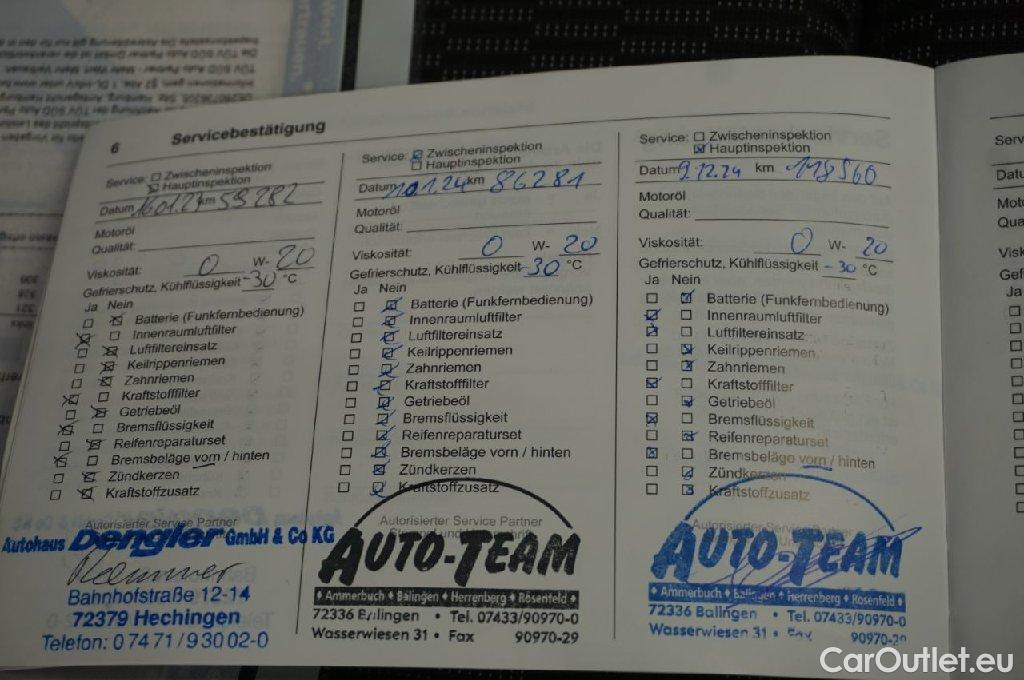 6 Servicebestätigung
Service: Zwischeninspektion
Hauptinspektion
Datum 16.01.23 km 59282
Motoröl
Qualität:
Viskosität: 0 W- 20
Gefrierschutz, Kühlflüssigkeit -30 °C
Ja Nein
Batterie (Funkfernbedienung)
Innenraumluftfilter
Luftfiltereinsatz
Keilrippenriemen
Zahnriemen
Kraftstofffilter
Getriebeöl
Bremsflüssigkeit
Reifenreparaturset
Bremsbeläge vorn / hinten
Zündkerzen
Kraftstoffzusatz
Autorisierter Service Partner
Autohaus Dengler GmbH & Co KG
Bahnhofstraße 12-14
72379 Hechingen
Telefon: 07471/93002-0
Service: Zwischeninspektion
Hauptinspektion
Datum 10.1.24 km 86281
Motoröl
Qualität:
Viskosität: 0 W- 20
Gefrierschutz, Kühlflüssigkeit -30 °C
Ja Nein
Batterie (Funkfernbedienung)
Innenraumluftfilter
Luftfiltereinsatz
Keilrippenriemen
Zahnriemen
Kraftstofffilter
Getriebeöl
Bremsflüssigkeit
Reifenreparaturset
Bremsbeläge vorn / hinten
Zündkerzen
Kraftstoffzusatz
Autorisierter Service Partner
AUTO-TEAM
Ammerbuch Balingen Herrenberg Rosenfeld
72336 Balingen • Tel. 07433/90970-0
Wasserwiesen 31 • Fax 90970-29
Service: Zwischeninspektion
Hauptinspektion
Datum 9.12.24 km 118560
Motoröl
Qualität:
Viskosität: 0 W- 20
Gefrierschutz, Kühlflüssigkeit -30 °C
Ja Nein
Batterie (Funkfernbedienung)
Innenraumluftfilter
Luftfiltereinsatz
Keilrippenriemen
Zahnriemen
Kraftstofffilter
Getriebeöl
Bremsflüssigkeit
Reifenreparaturset
Bremsbeläge vorn / hinten
Zündkerzen
Kraftstoffzusatz
Autorisierter Service Partner
AUTO-TEAM
Ammerbuch Balingen Herrenberg Rosenfeld
72336 Balingen • Tel. 07433/90970-0
Wasserwiesen 31 • Fax 90970-29
CarOutlet.eu